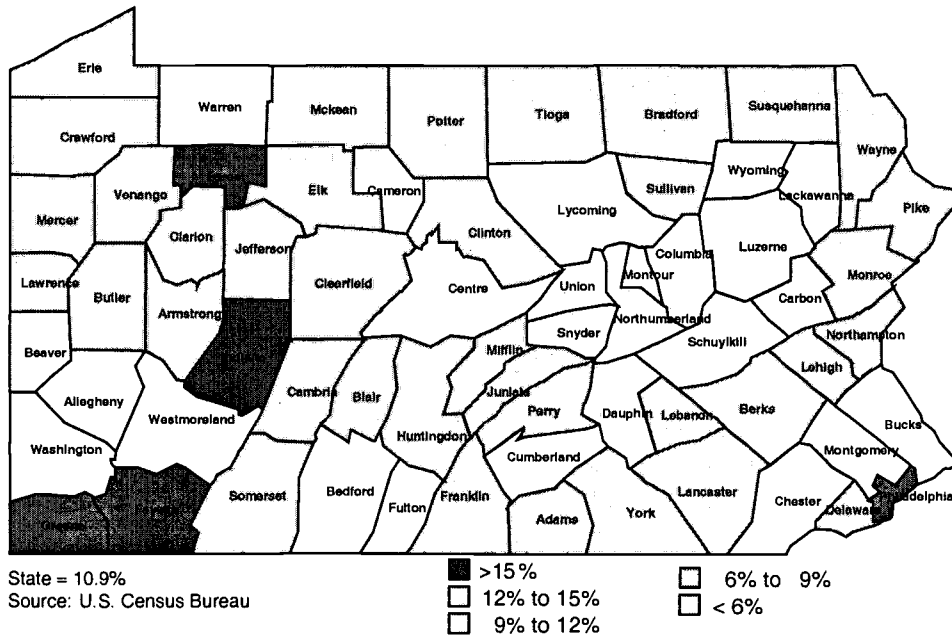 Erie
Warren
Mckean
Potter
Tioga
Bradford
Susquehanna
Crawford
Wayne
Wyoming
Venango
Elk
Cameron
Sullivan
Lackawanna
Mercer
Lycoming
Pike
Clarion
Jefferson
Clinton
Columbia
Luzerne
Lawrence
Butler
Clearfield
Centre
Union
Montour
Monroe
Carbon
Armstrong
Northumberland
Snyder
Northampton
Beaver
Mifflin
Schuylkill
Lehigh
Allegheny
Cambria
Blair
Juniata
Westmoreland
Perry
Dauphin
Lebanon
Berks
Bucks
Washington
Huntingdon
Cumberland
Montgomery
Somerset
Bedford
Fulton
Franklin
Lancaster
Chester
Philadelphia
Delaware
Adams
York
State = 10.9%
Source: U.S. Census Bureau
>15%
12% to 15%
9% to 12%
6% to 9%
< 6%